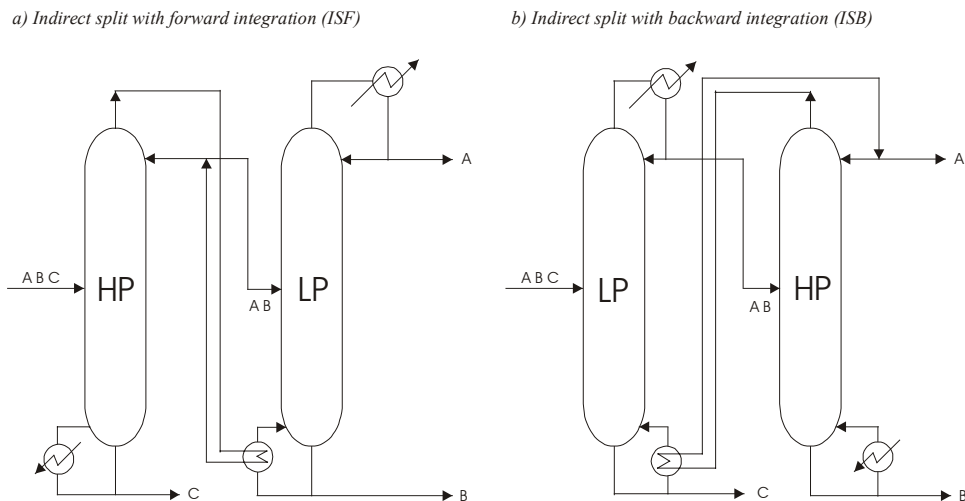 a) Indirect split with forward integration (ISF)
b) Indirect split with backward integration (ISB)
A
A
A B C
HP
LP
A B
A B C
LP
HP
A B
C
B
C
B